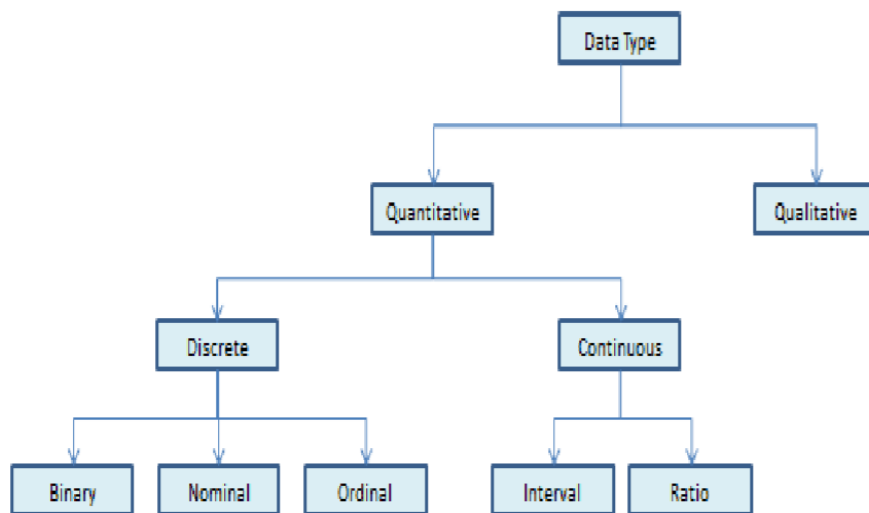 Data Type
Quantitative
Qualitative
Discrete
Continuous
Binary
Nominal
Ordinal
Interval
Ratio